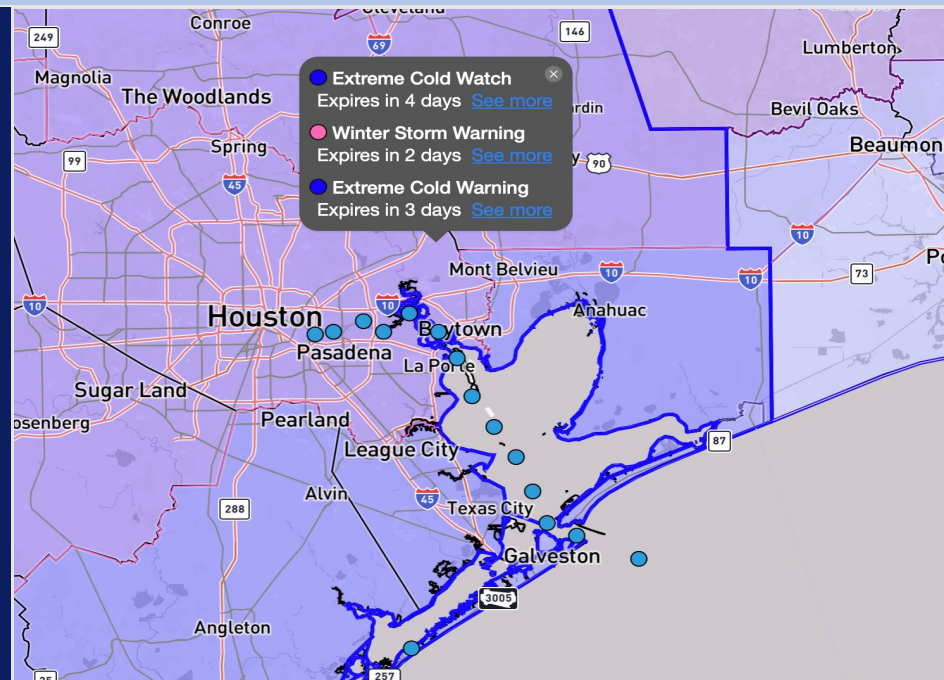 Cleveland
Conroe
249
69
146
Lumberton
Magnolia
The Woodlands
Extreme Cold Watch
Expires in 4 days See more
Winter Storm Warning
Expires in 2 days See more
Extreme Cold Warning
Expires in 3 days See more
Bevil Oaks
Beaumon
Spring
99
90
45
10
Mont Belvieu
10
10
73
10
10
Houston
Baytown
Anahuac
Pasadena
La Porte
Sugar Land
osenberg
Pearland
League City
87
Alvin
45
288
Texas City
Galveston
3005
Angleton
257